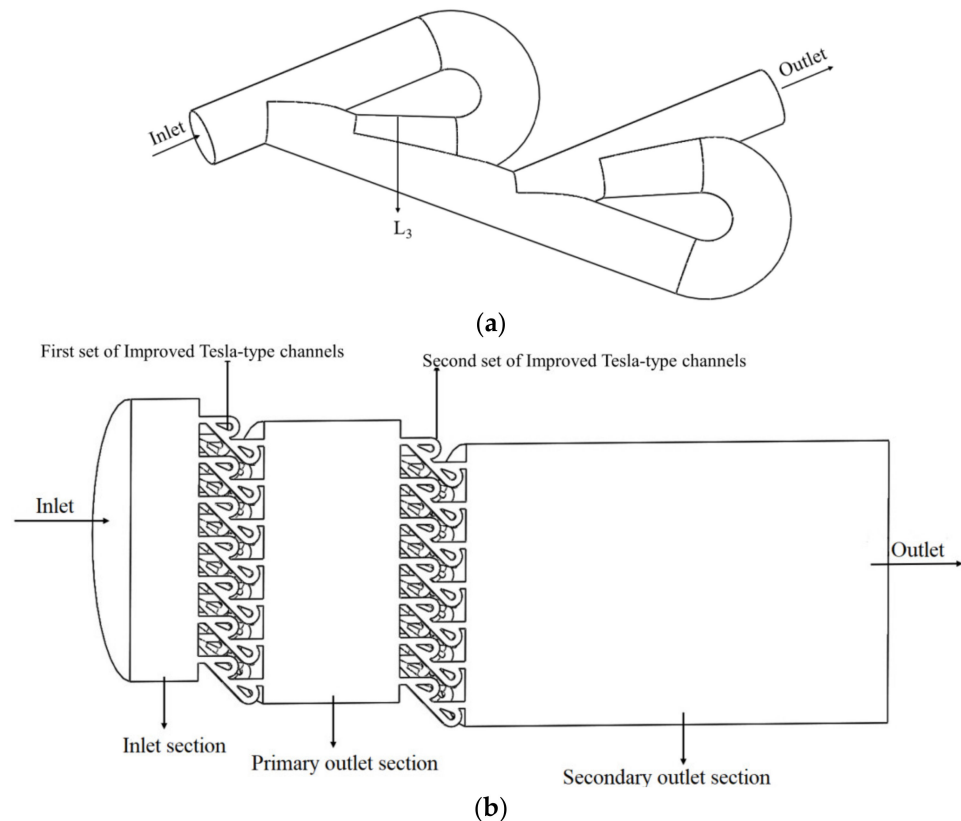 Outlet
Inlet
L₃
(a)
First set of Improved Tesla-type channels
Second set of Improved Tesla-type channels
Inlet
Outlet
Inlet section
Primary outlet section
Secondary outlet section
(b)